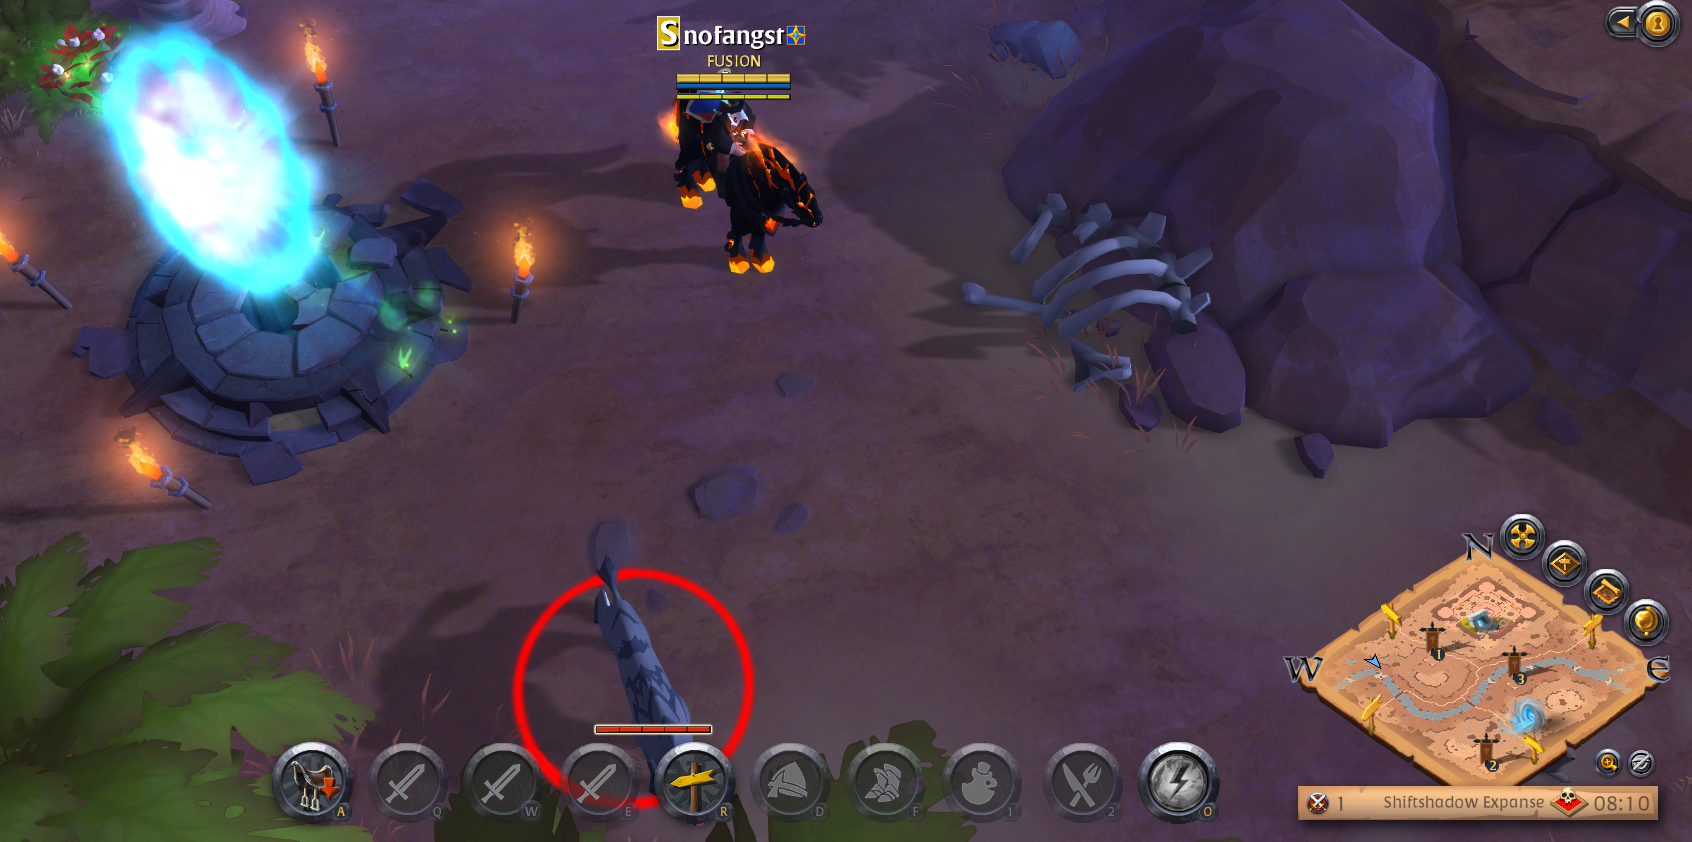 Snofangst
FUSION
N
W
E
1
3
2
A
Q
W
E
R
D
F
1
2
O
1 Shiftshadow Expanse 08:10